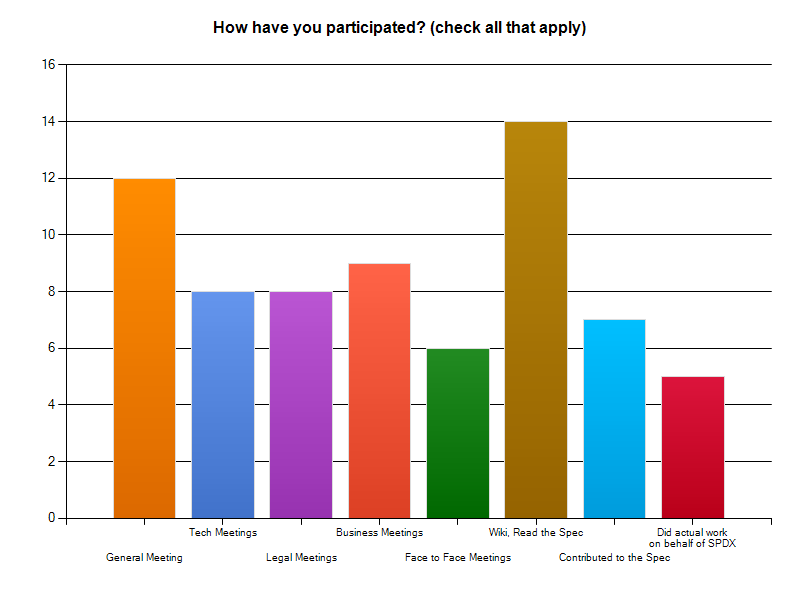 How have you participated? (check all that apply)
16
14
12
10
8
6
4
2
0
Tech Meetings
Business Meetings
Wiki, Read the Spec
Did actual work
on behalf of SPDX
General Meeting
Legal Meetings
Face to Face Meetings
Contributed to the Spec